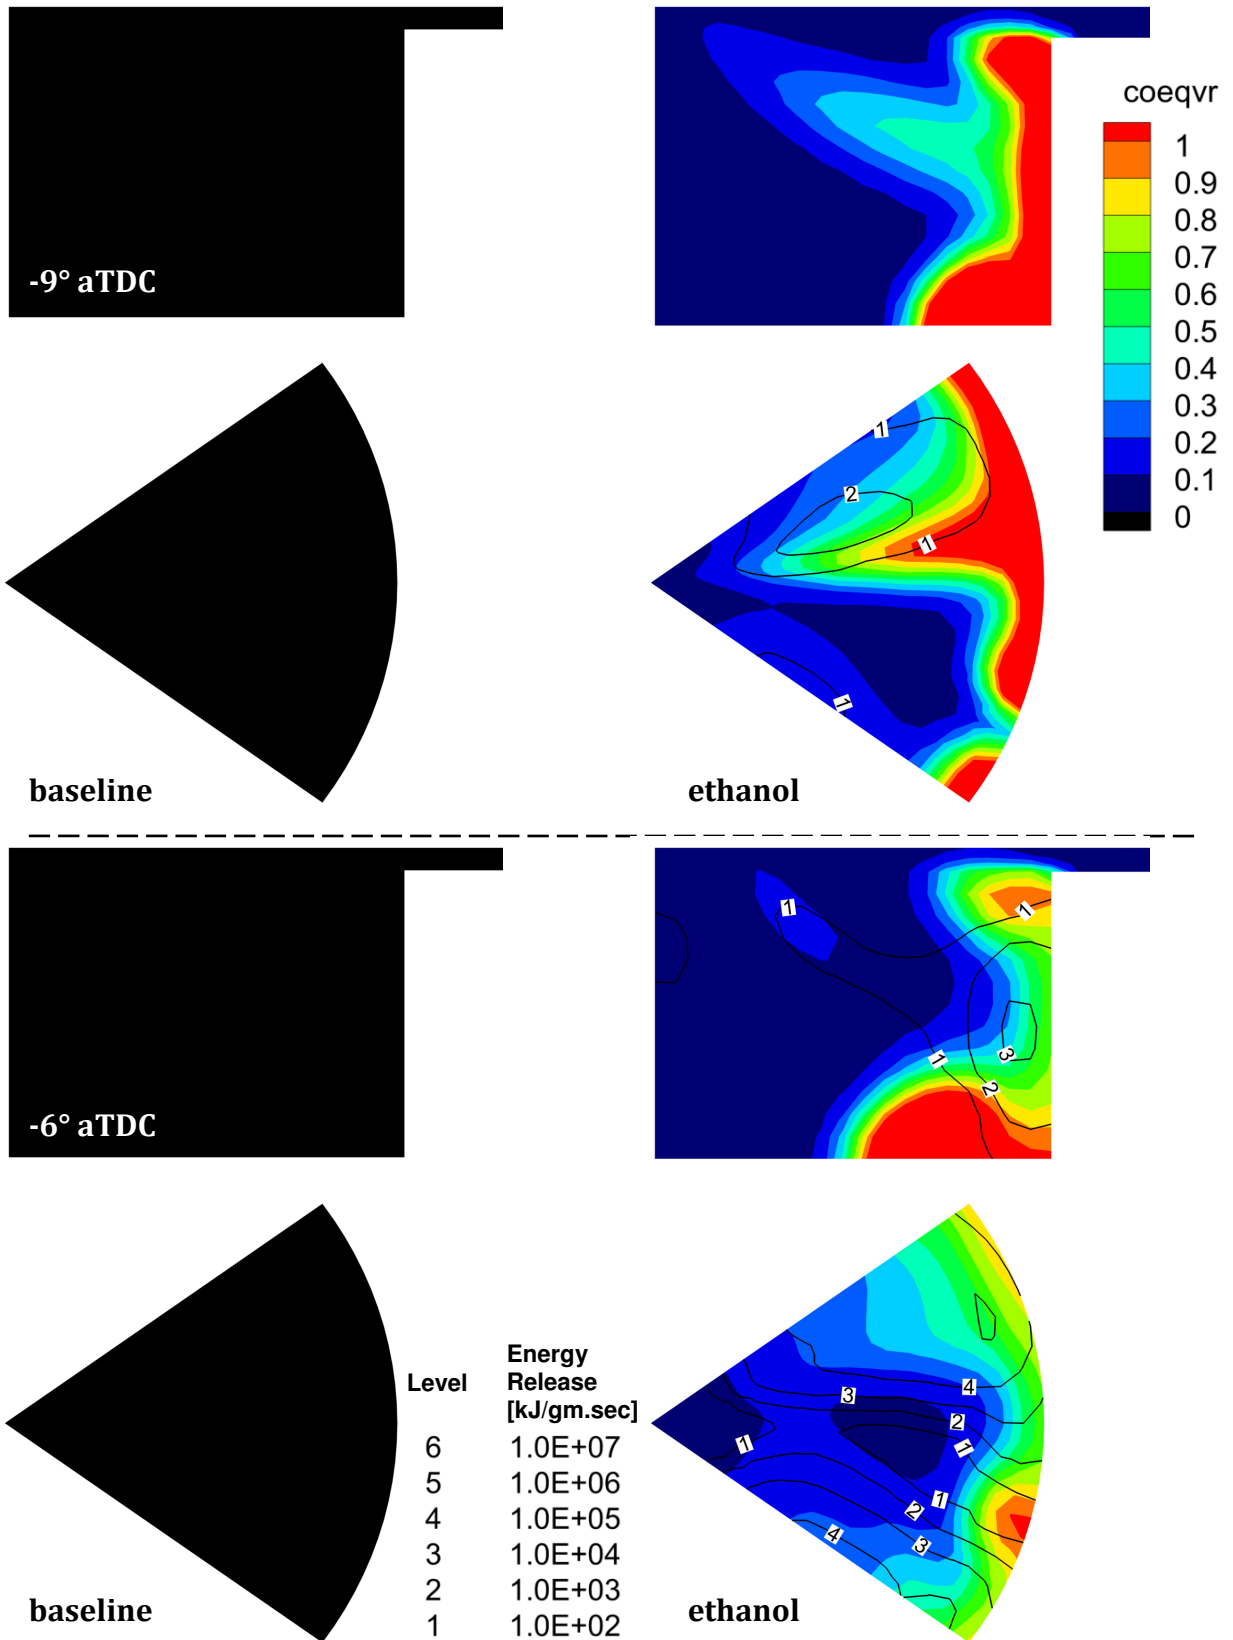 coeqvr
1
0.9
0.8
0.7
0.6
0.5
0.4
0.3
0.2
0.1
0
-9° aTDC
1
2
1
1
baseline
ethanol
1
1
3
1
2
-6° aTDC
Level
Energy
Release
[kJ/gm.sec]
6 1.0E+07
5 1.0E+06
4 1.0E+05
3 1.0E+04
2 1.0E+03
1 1.0E+02
4
3
2
1
1
1
2
4
3
baseline
ethanol